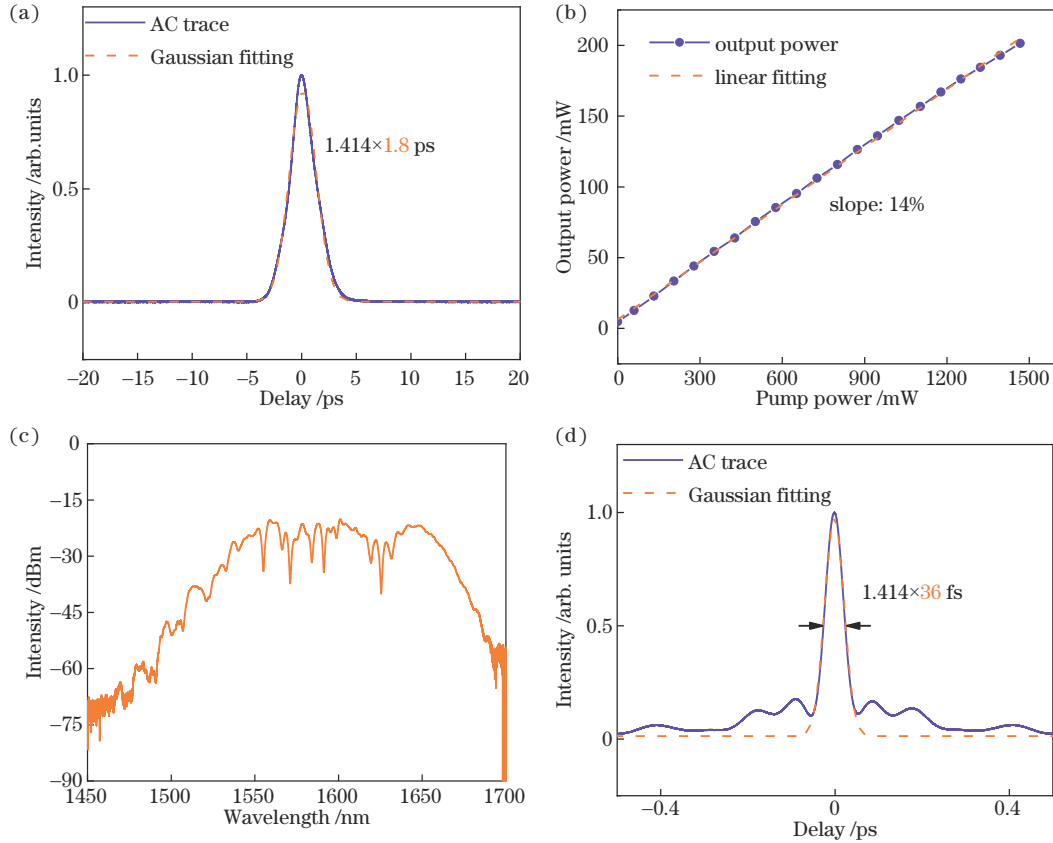 (a)
AC trace
Gaussian fitting
1.414×1.8 ps
1.0
0.5
0
Intensity /arb.units
−20 −15 −10 −5 0 5 10 15 20
Delay /ps
(b)
output power
linear fitting
slope: 14%
200
150
100
50
0
Output power /mW
0 300 600 900 1200 1500
Pump power /mW
(c)
0
−15
−30
−45
−60
−75
−90
Intensity /dBm
1450 1500 1550 1600 1650 1700
Wavelength /nm
(d)
AC trace
Gaussian fitting
1.414×36 fs
1.0
0.5
0
Intensity /arb. units
−0.4 0 0.4
Delay /ps